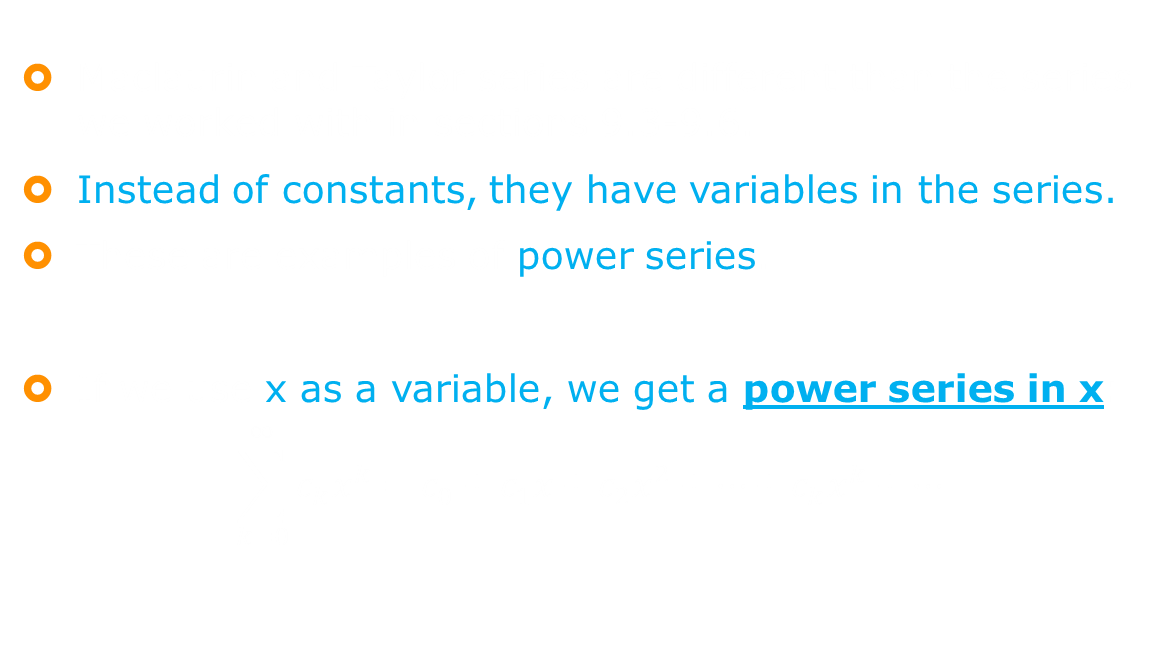 Instead of constants, they have variables in the series.
power series
x as a variable, we get a power series in x